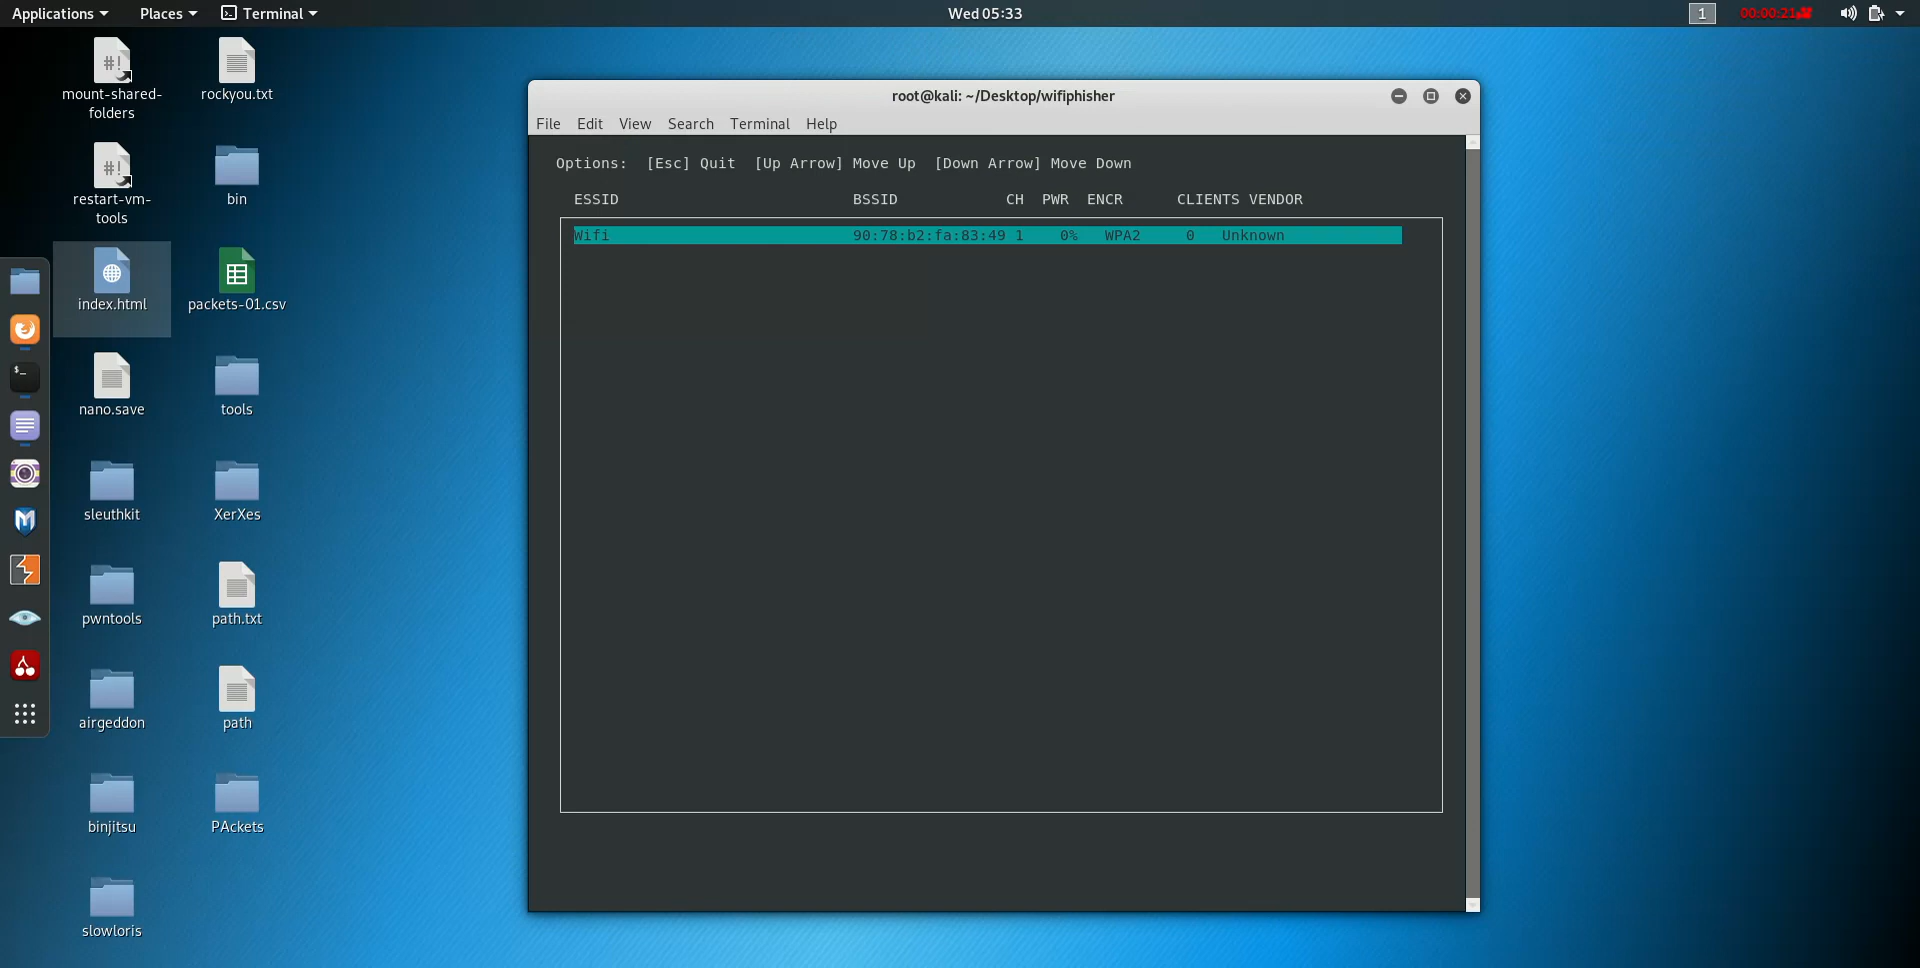 Applications Places Terminal Wed 05:33 1 00:00:21
mount-shared-
folders
rockyou.txt
restart-vm-
tools
bin
index.html
packets-01.csv
nano.save
tools
sleuthkit
XerXes
pwntools
path.txt
airgeddon
path
binjitsu
PAckets
slowloris
root@kali: ~/Desktop/wifiphisher
File Edit View Search Terminal Help
Options: [Esc] Quit [Up Arrow] Move Up [Down Arrow] Move Down
ESSID BSSID CH PWR ENCR CLIENTS VENDOR
Wifi 90:78:b2:fa:83:49 1 0% WPA2 0 Unknown